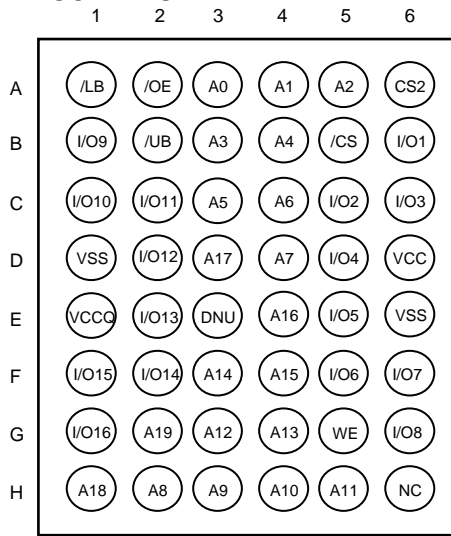 1 2 3 4 5 6
A /LB /OE A0 A1 A2 CS2
B I/O9 /UB A3 A4 /CS I/O1
C I/O10 I/O11 A5 A6 I/O2 I/O3
D VSS I/O12 A17 A7 I/O4 VCC
E VCCQ I/O13 DNU A16 I/O5 VSS
F I/O15 I/O14 A14 A15 I/O6 I/O7
G I/O16 A19 A12 A13 WE I/O8
H A18 A8 A9 A10 A11 NC